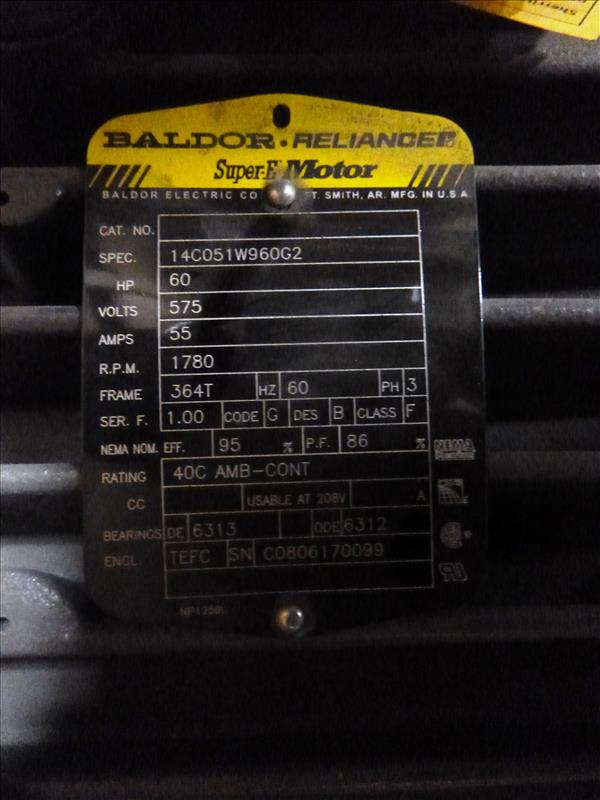 BALDOR • RELIANCER
Super-E Motor
BALDOR ELECTRIC CO T. SMITH, AR. MFG. IN U.S.A.
CAT. NO.
SPEC. 14C051W960G2
HP 60
VOLTS 575
AMPS 55
R.P.M. 1780
FRAME 364T HZ 60 PH 3
SER. F. 1.00 CODE G DES B CLASS F
NEMA NOM. EFF. 95 % P.F. 86 %
RATING 40C AMB-CONT
CC USABLE AT 208V A
BEARINGS DE 6313 ODE 6312
ENCL. TEFC SN C0806170099
NEMA